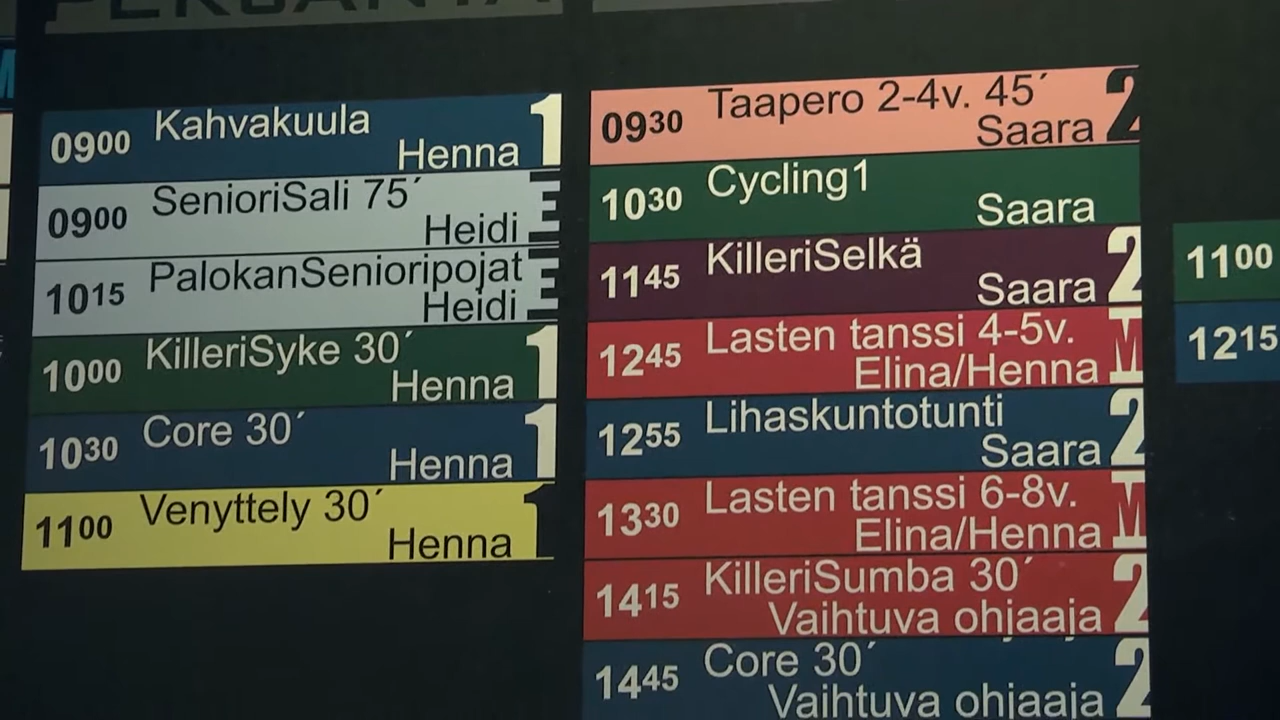 0900 Kahvakuula
Henna 1
0900 SenioriSali 75´
Heidi
1015 PalokanSenioripojat
Heidi
1000 KilleriSyke 30´
Henna 1
1030 Core 30´
Henna 1
1100 Venyttely 30´
Henna 1
0930 Taapero 2-4v. 45´
Saara 2
1030 Cycling1
Saara
1145 KilleriSelkä
Saara 2
1245 Lasten tanssi 4-5v.
Elina/Henna M
1255 Lihaskuntotunti
Saara 2
1330 Lasten tanssi 6-8v.
Elina/Henna M
1415 KilleriSumba 30´
Vaihtuva ohjaaja 2
1445 Core 30´
Vaihtuva ohjaaja 2
1100
1215